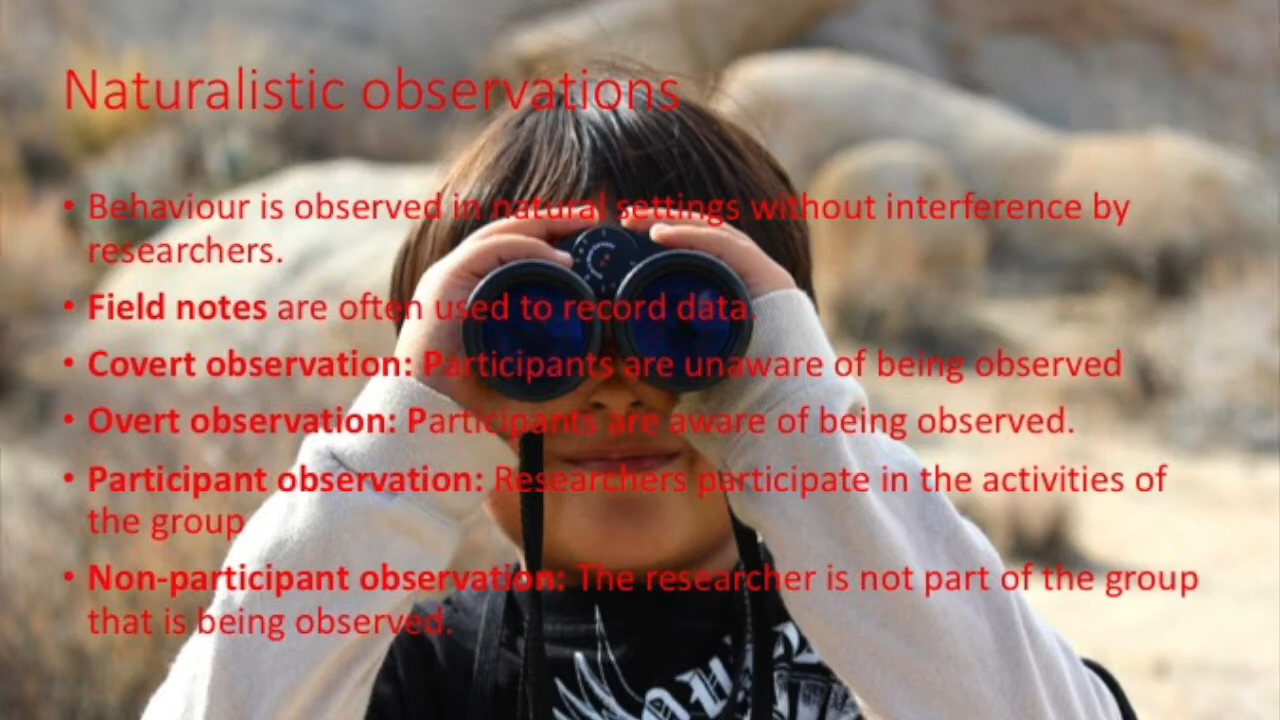 Naturalistic observations
• Behaviour is observed in natural settings without interference by
researchers.
• Field notes are often used to record data.
• Covert observation: Participants are unaware of being observed
• Overt observation: Participants are aware of being observed.
• Participant observation: Researchers participate in the activities of
the group
• Non-participant observation: The researcher is not part of the group
that is being observed.